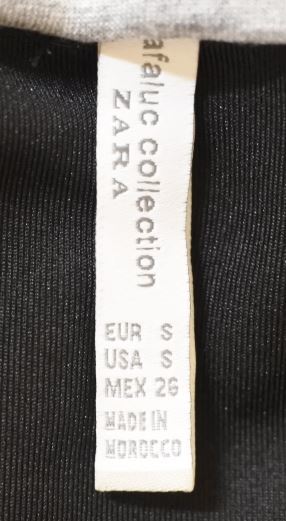 afaluc collection
ZARA
EUR S
USA S
MEX 26
MADE IN
MOROCCO